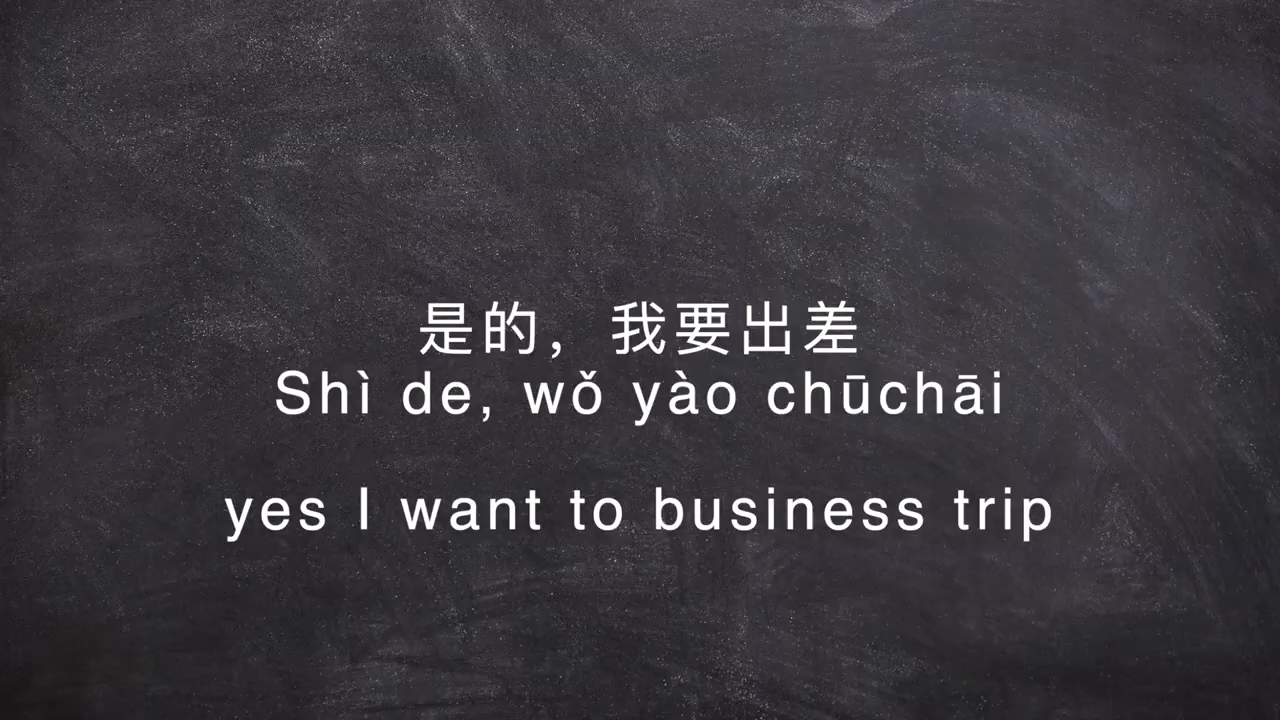 是的，我要出差
Shì de, wǒ yào chūchāi
yes I want to business trip